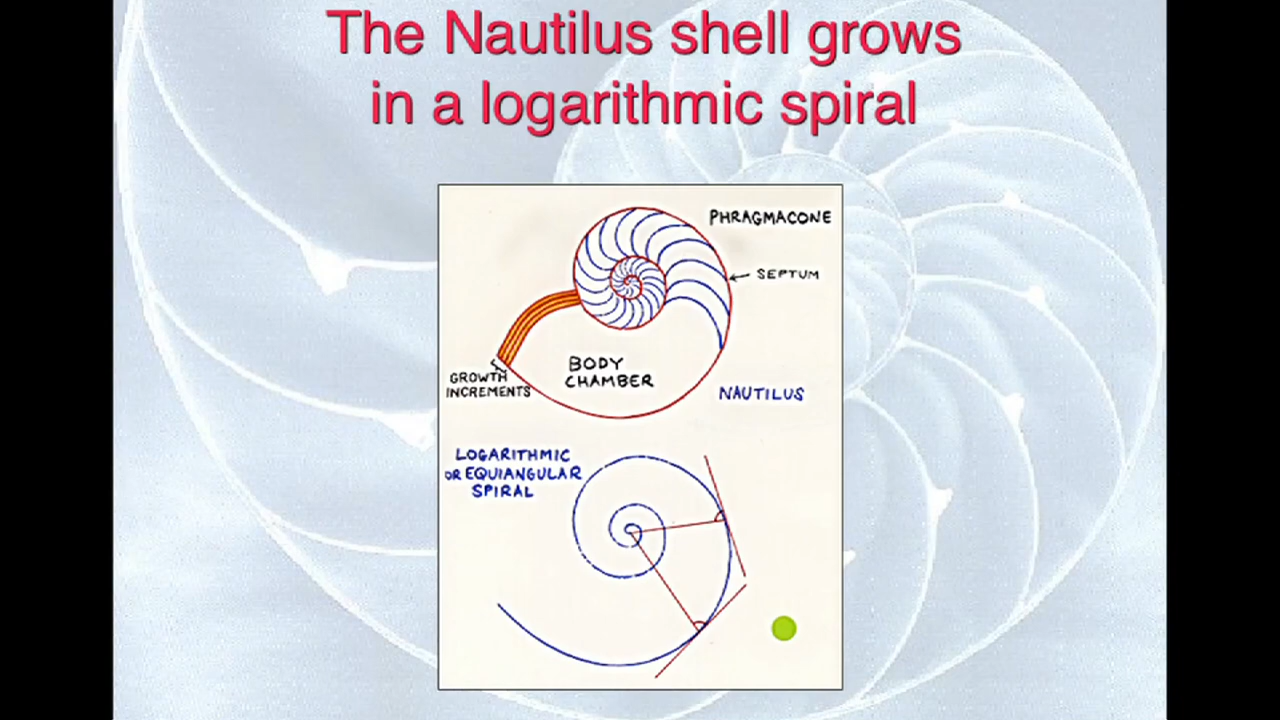 The Nautilus shell grows
in a logarithmic spiral
PHRAGMACONE
SEPTUM
BODY
CHAMBER
GROWTH
INCREMENTS
NAUTILUS
LOGARITHMIC
OR EQUIANGULAR
SPIRAL